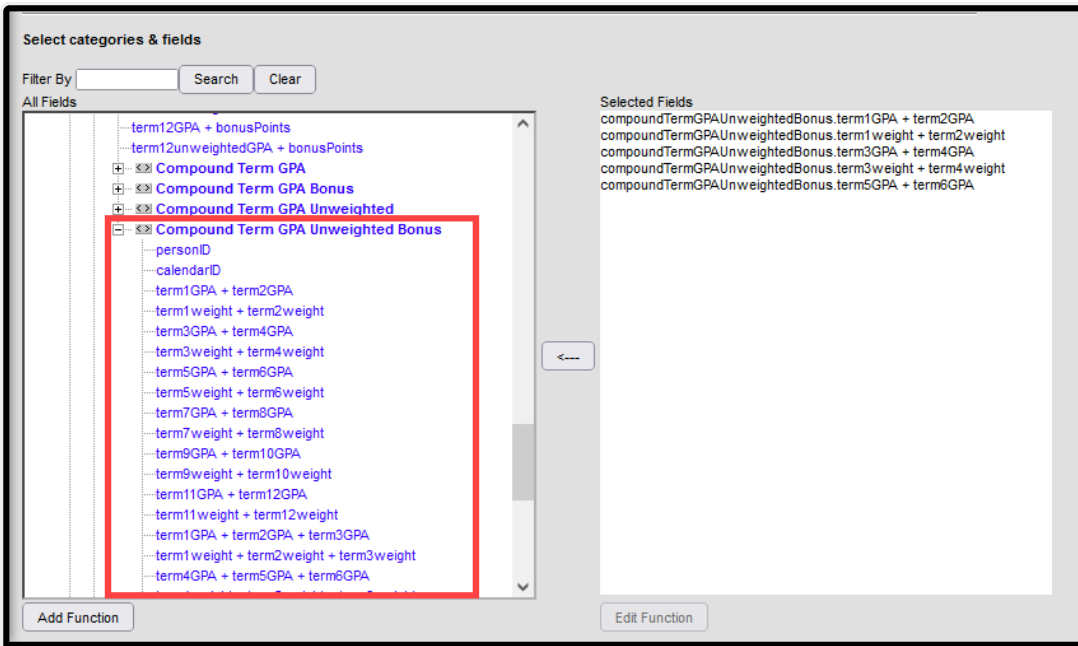 Select categories & fields
Filter By
Search
Clear
All Fields
term12GPA + bonusPoints
term12unweightedGPA + bonusPoints
Compound Term GPA
Compound Term GPA Bonus
Compound Term GPA Unweighted
Compound Term GPA Unweighted Bonus
personID
calendarID
term1GPA + term2GPA
term1weight + term2weight
term3GPA + term4GPA
term3weight + term4weight
term5GPA + term6GPA
term5weight + term6weight
term7GPA + term8GPA
term7weight + term8weight
term9GPA + term10GPA
term9weight + term10weight
term11GPA + term12GPA
term11weight + term12weight
term1GPA + term2GPA + term3GPA
term1weight + term2weight + term3weight
term4GPA + term5GPA + term6GPA
Add Function
<---
Selected Fields
compoundTermGPAUnweightedBonus.term1GPA + term2GPA
compoundTermGPAUnweightedBonus.term1weight + term2weight
compoundTermGPAUnweightedBonus.term3GPA + term4GPA
compoundTermGPAUnweightedBonus.term3weight + term4weight
compoundTermGPAUnweightedBonus.term5GPA + term6GPA
Edit Function